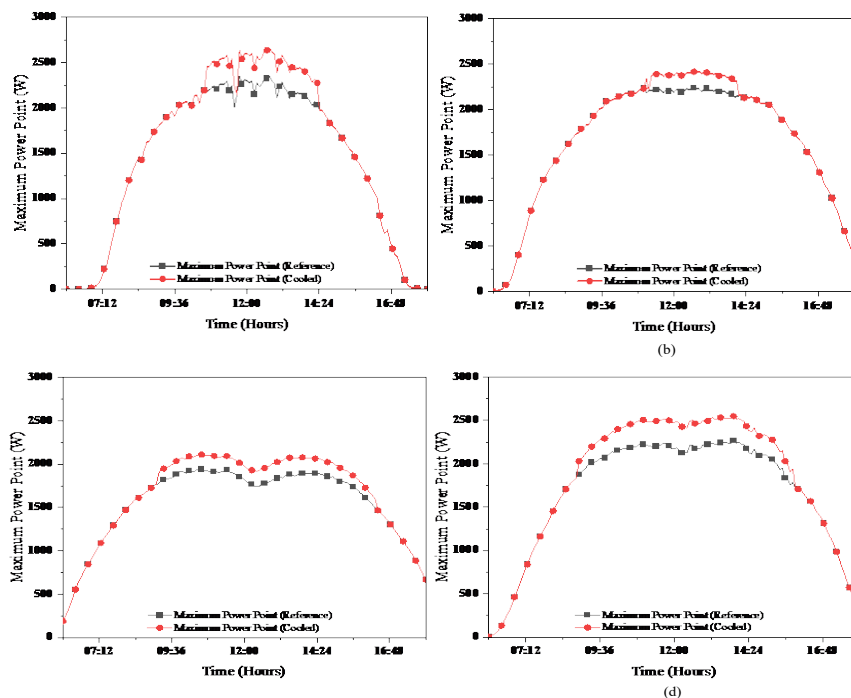 3000
2500
2000
1500
1000
500
0
Maximum Power Point (W)
Maximum Power Point (Reference)
Maximum Power Point (Cooled)
07:12 09:36 12:00 14:24 16:48
Time (Hours)
3000
2500
2000
1500
1000
500
0
Maximum Power Point (W)
Maximum Power Point (Reference)
Maximum Power Point (Cooled)
07:12 09:36 12:00 14:24 16:48
Time (Hours)
(b)
3000
2500
2000
1500
1000
500
0
Maximum Power Point (W)
Maximum Power Point (Reference)
Maximum Power Point (Cooled)
07:12 09:36 12:00 14:24 16:48
Time (Hours)
3000
2500
2000
1500
1000
500
0
Maximum Power Point (W)
Maximum Power Point (Reference)
Maximum Power Point (Cooled)
07:12 09:36 12:00 14:24 16:48
Time (Hours)
(d)